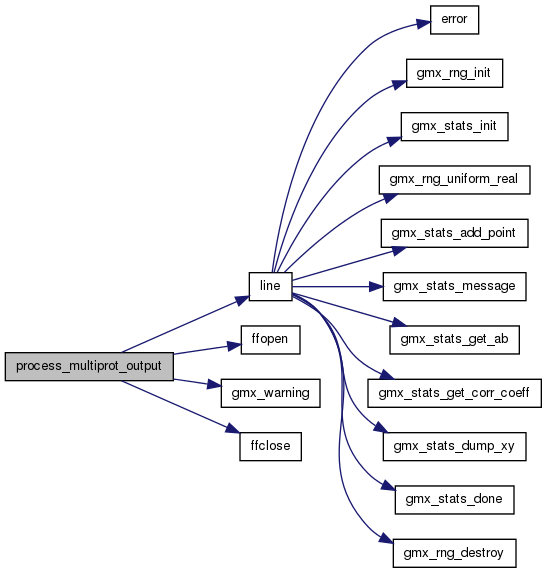 process_multiprot_output
line
ffopen
gmx_warning
ffclose
error
gmx_rng_init
gmx_stats_init
gmx_rng_uniform_real
gmx_stats_add_point
gmx_stats_message
gmx_stats_get_ab
gmx_stats_get_corr_coeff
gmx_stats_dump_xy
gmx_stats_done
gmx_rng_destroy